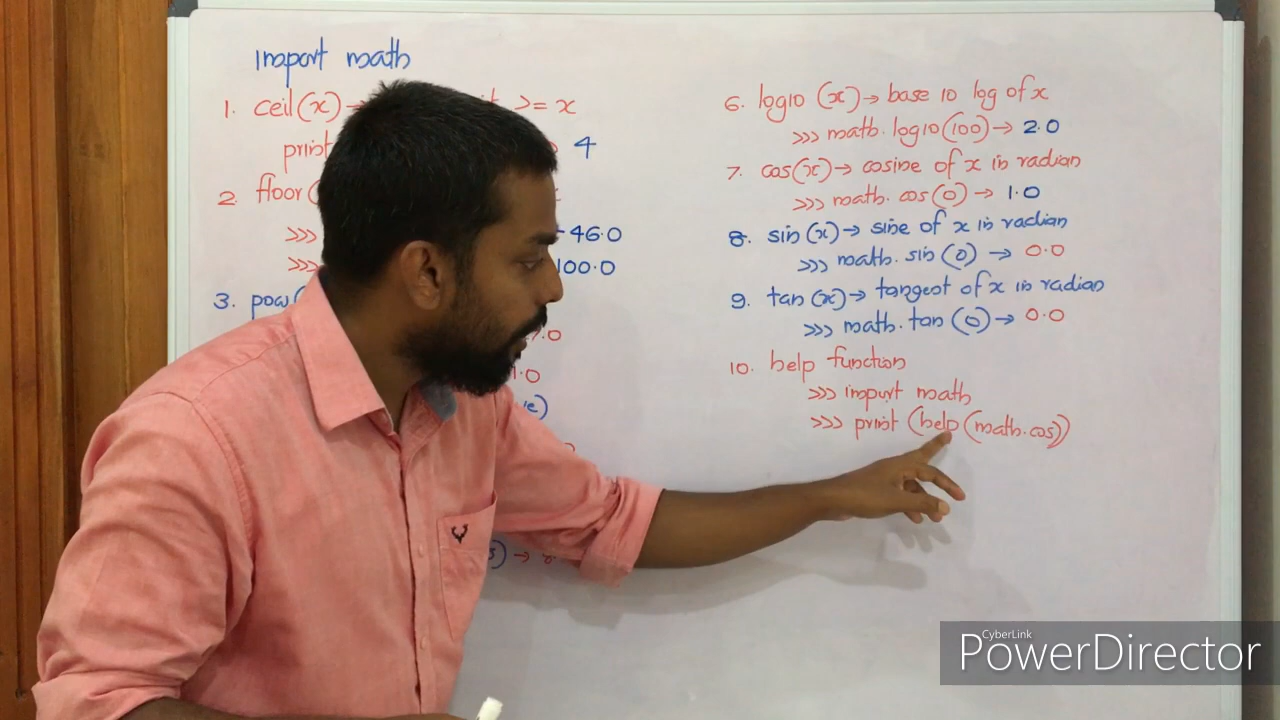 import math
1. ceil(x)→ >= x
print 4
2. floor(
>>> -46.0
>>> 100.0
3. pow(
.0
1.0
ue)
s) →
6. log10 (x)→ base 10 log of x
>>> math.log10(100)→ 2.0
7. cos(x)→ cosine of x in radian
>>> math.cos(0) → 1.0
8. sin(x)→ sine of x in radian
>>> math.sin(0) → 0.0
9. tan(x)→ tangent of x in radian
>>> math.tan(0)→ 0.0
10. help function
>>> import math
>>> print (help(math.cos))
CyberLink
PowerDirector